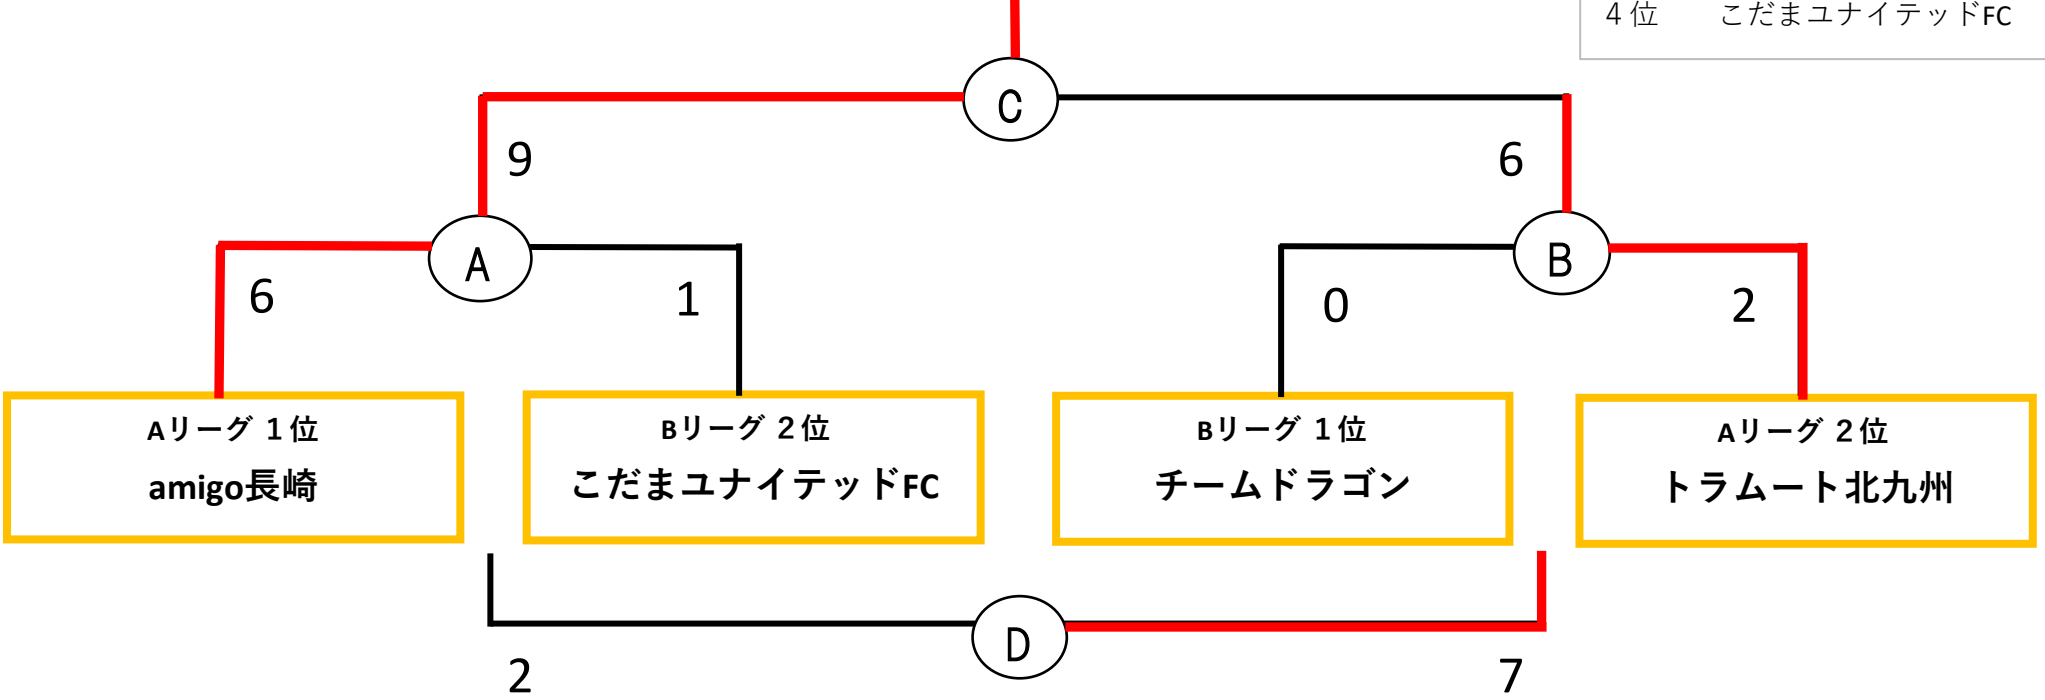 ４位　　こだまユナイテッドFC
C
9
6
A
B
6
1
0
2
Aリーグ １位
amigo長崎
Bリーグ ２位
こだまユナイテッドFC
Bリーグ １位
チームドラゴン
Aリーグ ２位
トラムート北九州
D
2
7